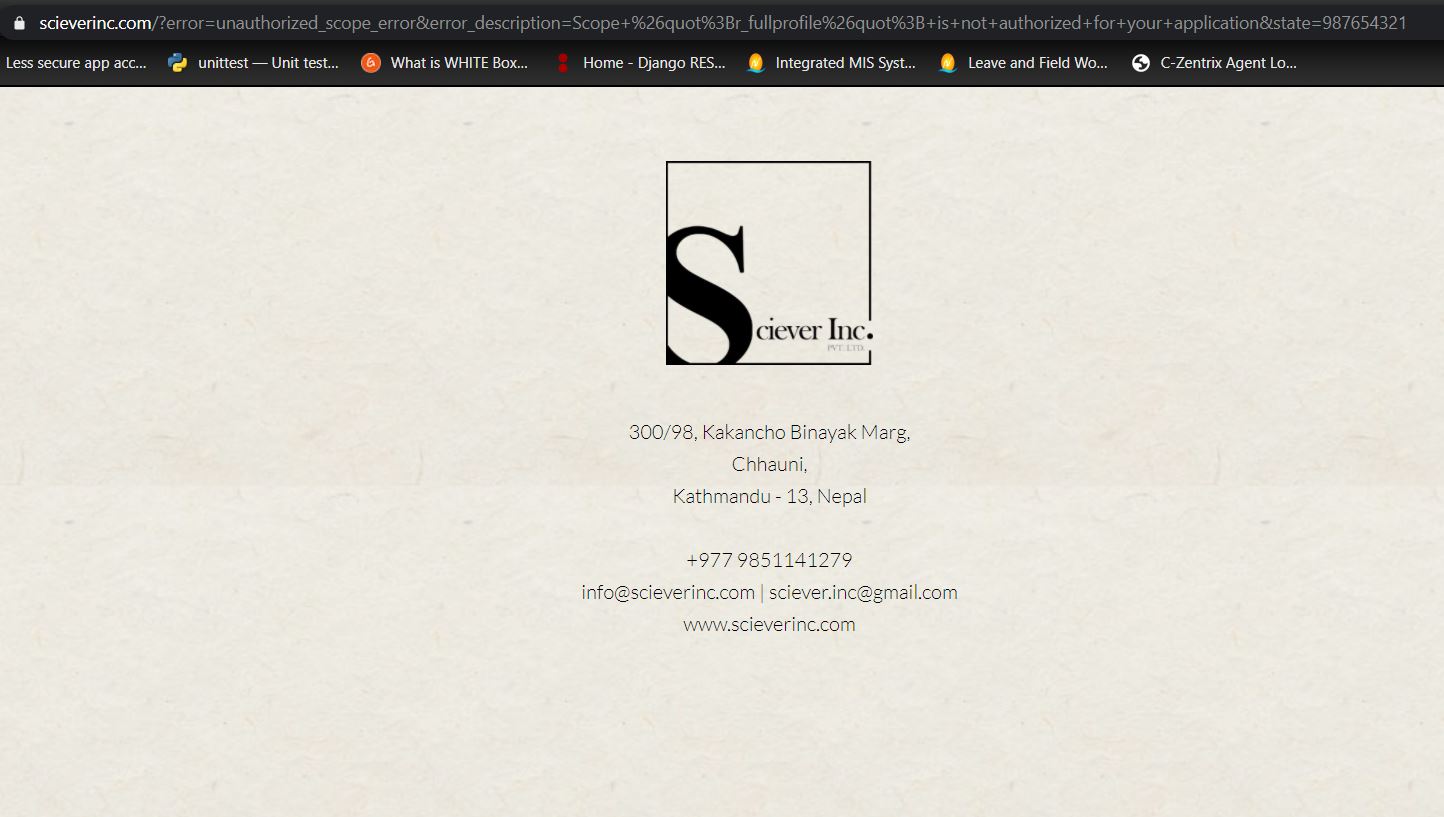 scieverinc.com/?error=unauthorized_scope_error&error_description=Scope+%26quot%3Br_fullprofile%26quot%3B+is+not+authorized+for+your+application&state=987654321
Less secure app acc... unittest — Unit test... What is WHITE Box... Home - Django RES... Integrated MIS Syst... Leave and Field Wo... C-Zentrix Agent Lo...
Sciever Inc.
PVT. LTD.
300/98, Kakancho Binayak Marg,
Chhauni,
Kathmandu - 13, Nepal
+977 9851141279
info@scieverinc.com | sciever.inc@gmail.com
www.scieverinc.com